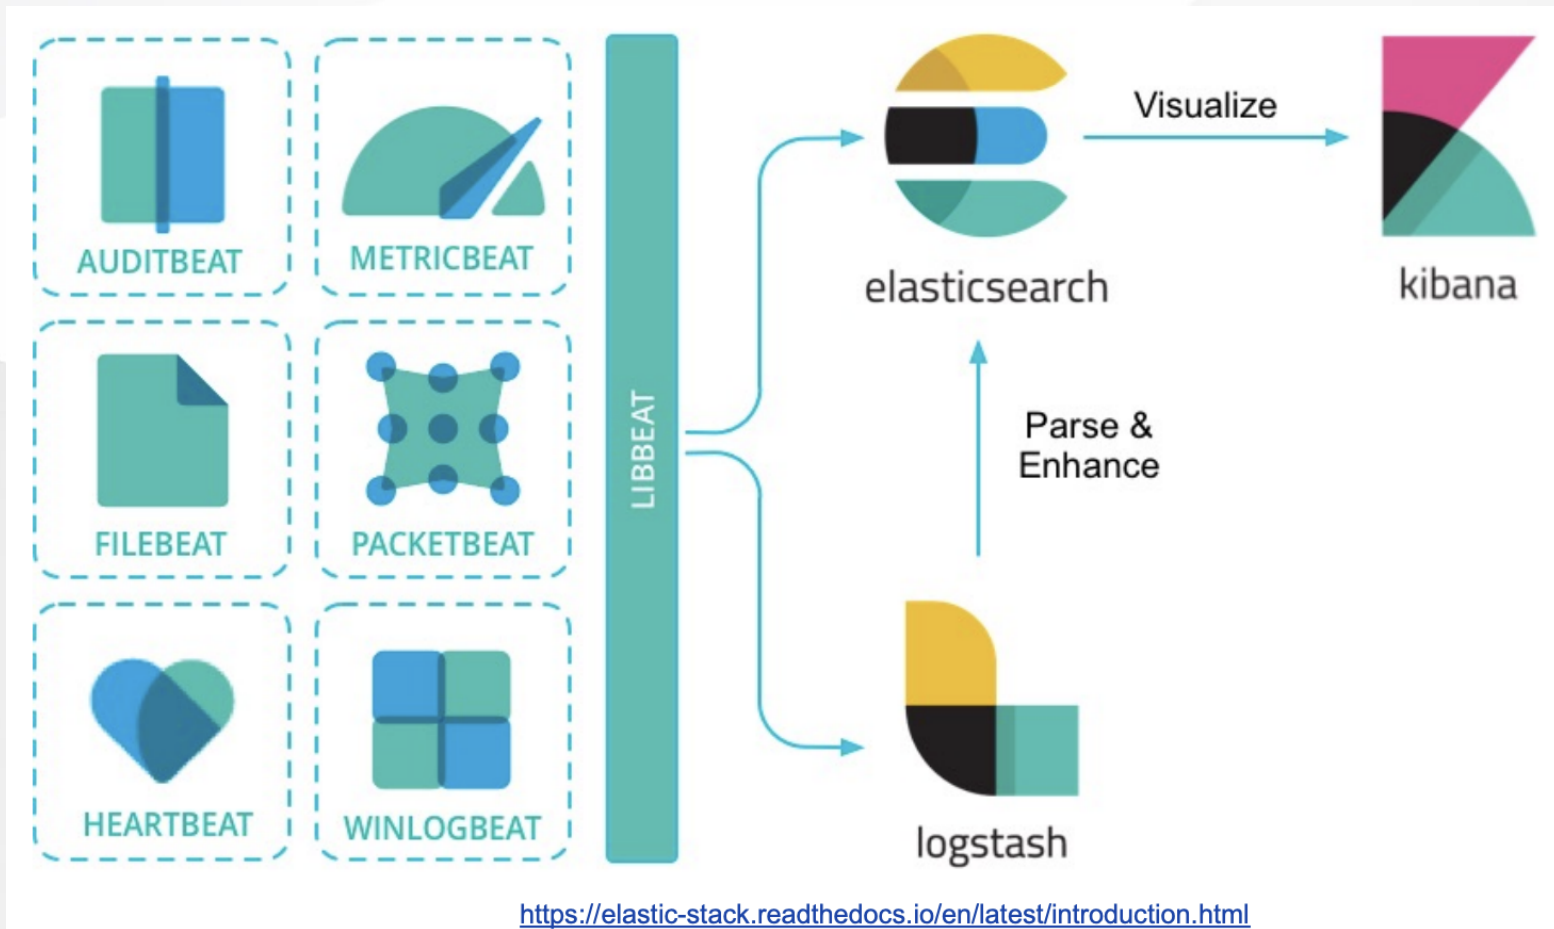 AUDITBEAT
METRICBEAT
FILEBEAT
PACKETBEAT
HEARTBEAT
WINLOGBEAT
LIBBEAT
elasticsearch
Visualize
kibana
Parse &
Enhance
logstash
https://elastic-stack.readthedocs.io/en/latest/introduction.html